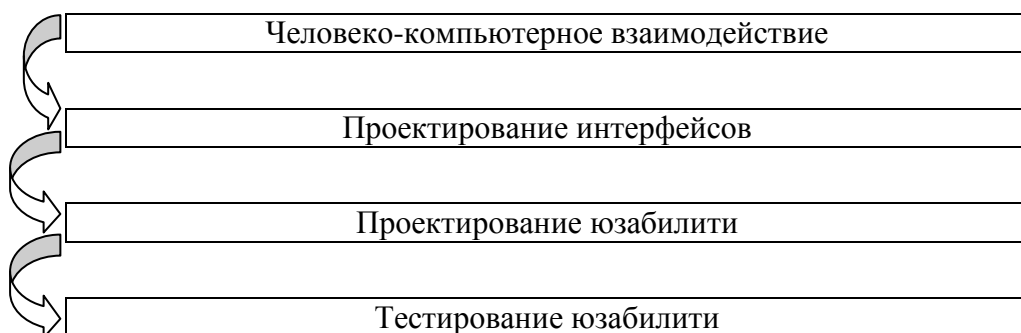 Человеко-компьютерное взаимодействие
Проектирование интерфейсов
Проектирование юзабилити
Тестирование юзабилити